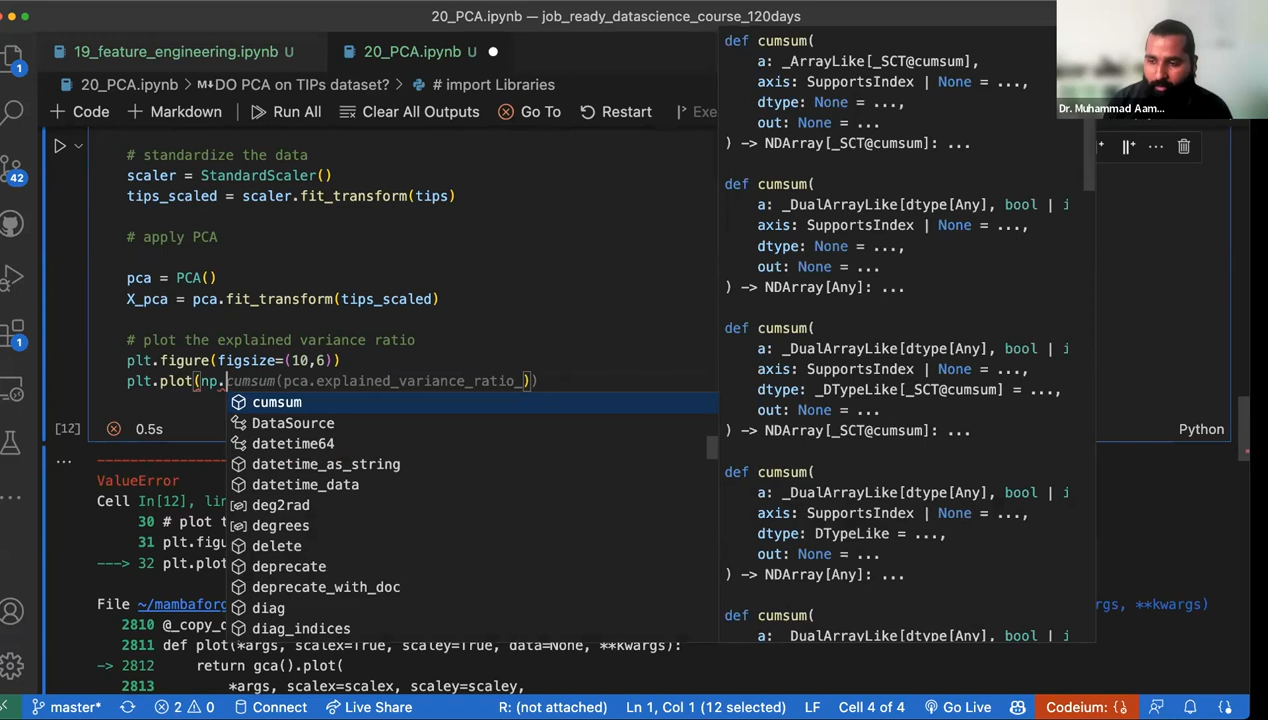 20_PCA.ipynb — job_ready_datascience_course_120days
19_feature_engineering.ipynb U
20_PCA.ipynb U
20_PCA.ipynb > M↓DO PCA on TIPs dataset? > # import Libraries
+ Code + Markdown Run All Clear All Outputs Go To Restart Exe
# standardize the data
scaler = StandardScaler()
tips_scaled = scaler.fit_transform(tips)
# apply PCA
pca = PCA()
X_pca = pca.fit_transform(tips_scaled)
# plot the explained variance ratio
plt.figure(figsize=(10,6))
plt.plot(np.cumsum(pca.explained_variance_ratio_))
cumsum
DataSource
datetime64
datetime_as_string
datetime_data
deg2rad
degrees
delete
deprecate
deprecate_with_doc
diag
diag_indices
def cumsum(
a: _ArrayLike[_SCT@cumsum],
axis: SupportsIndex | None = ...,
dtype: None = ...,
out: None = ...
) -> NDArray[_SCT@cumsum]: ...
def cumsum(
a: _DualArrayLike[dtype[Any], bool | i
axis: SupportsIndex | None = ...,
dtype: None = ...,
out: None = ...
) -> NDArray[Any]: ...
def cumsum(
a: _DualArrayLike[dtype[Any], bool | i
axis: SupportsIndex | None = ...,
dtype: _DTypeLike[_SCT@cumsum] = ...,
out: None = ...
) -> NDArray[_SCT@cumsum]: ...
def cumsum(
a: _DualArrayLike[dtype[Any], bool | i
axis: SupportsIndex | None = ...,
dtype: DTypeLike = ...,
out: None = ...
) -> NDArray[Any]: ...
def cumsum(
a: _DualArrayLike[dtype[Any], bool | i
Dr. Muhammad Aam...
1
42
1
[12] 0.5s
Python
ValueError
Cell In[12], lin
30 # plot t
31 plt.figu
---> 32 plt.plot
File ~/mambaforg
rgs, **kwargs)
2810 @_copy_d
2811 def plot(*args, scalex=True, scaley=True, data=None, **kwargs):
-> 2812 return gca().plot(
2813 *args, scalex=scalex, scaley=scaley,
master* 2 0 Connect Live Share R: (not attached) Ln 1, Col 1 (12 selected) LF Cell 4 of 4 Go Live Codeium: {}